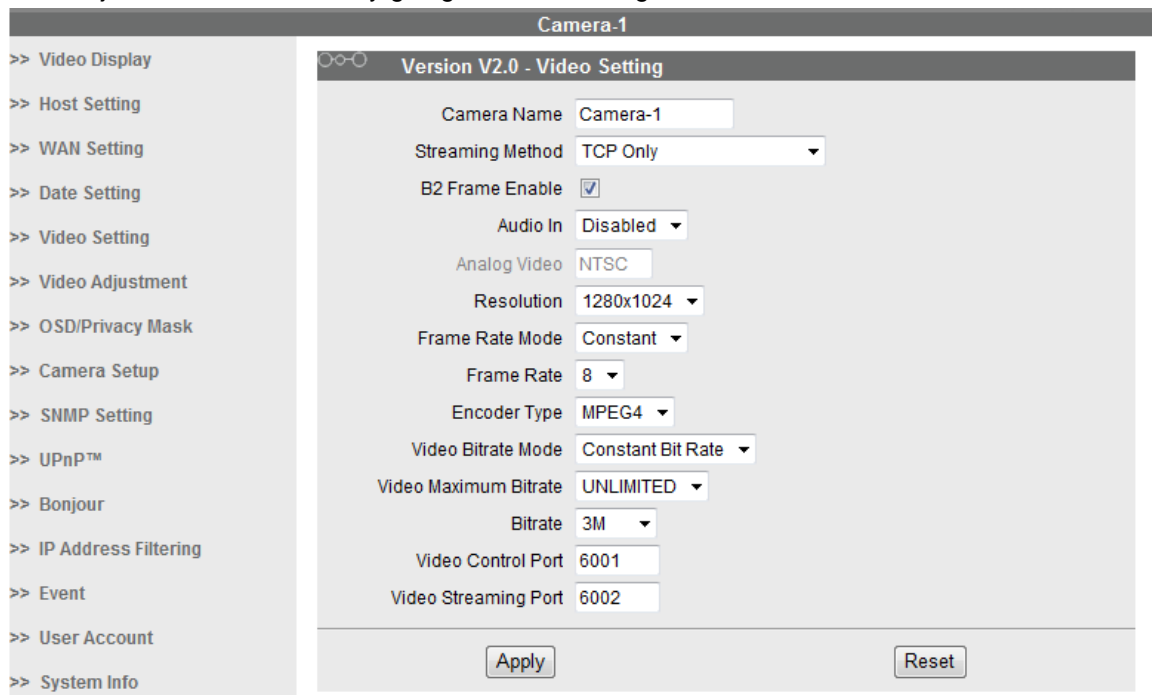 Camera-1
>> Video Display
>> Host Setting
>> WAN Setting
>> Date Setting
>> Video Setting
>> Video Adjustment
>> OSD/Privacy Mask
>> Camera Setup
>> SNMP Setting
>> UPnP™
>> Bonjour
>> IP Address Filtering
>> Event
>> User Account
>> System Info
Version V2.0 - Video Setting
Camera Name Camera-1
Streaming Method TCP Only
B2 Frame Enable
Audio In Disabled
Analog Video NTSC
Resolution 1280x1024
Frame Rate Mode Constant
Frame Rate 8
Encoder Type MPEG4
Video Bitrate Mode Constant Bit Rate
Video Maximum Bitrate UNLIMITED
Bitrate 3M
Video Control Port 6001
Video Streaming Port 6002
Apply Reset